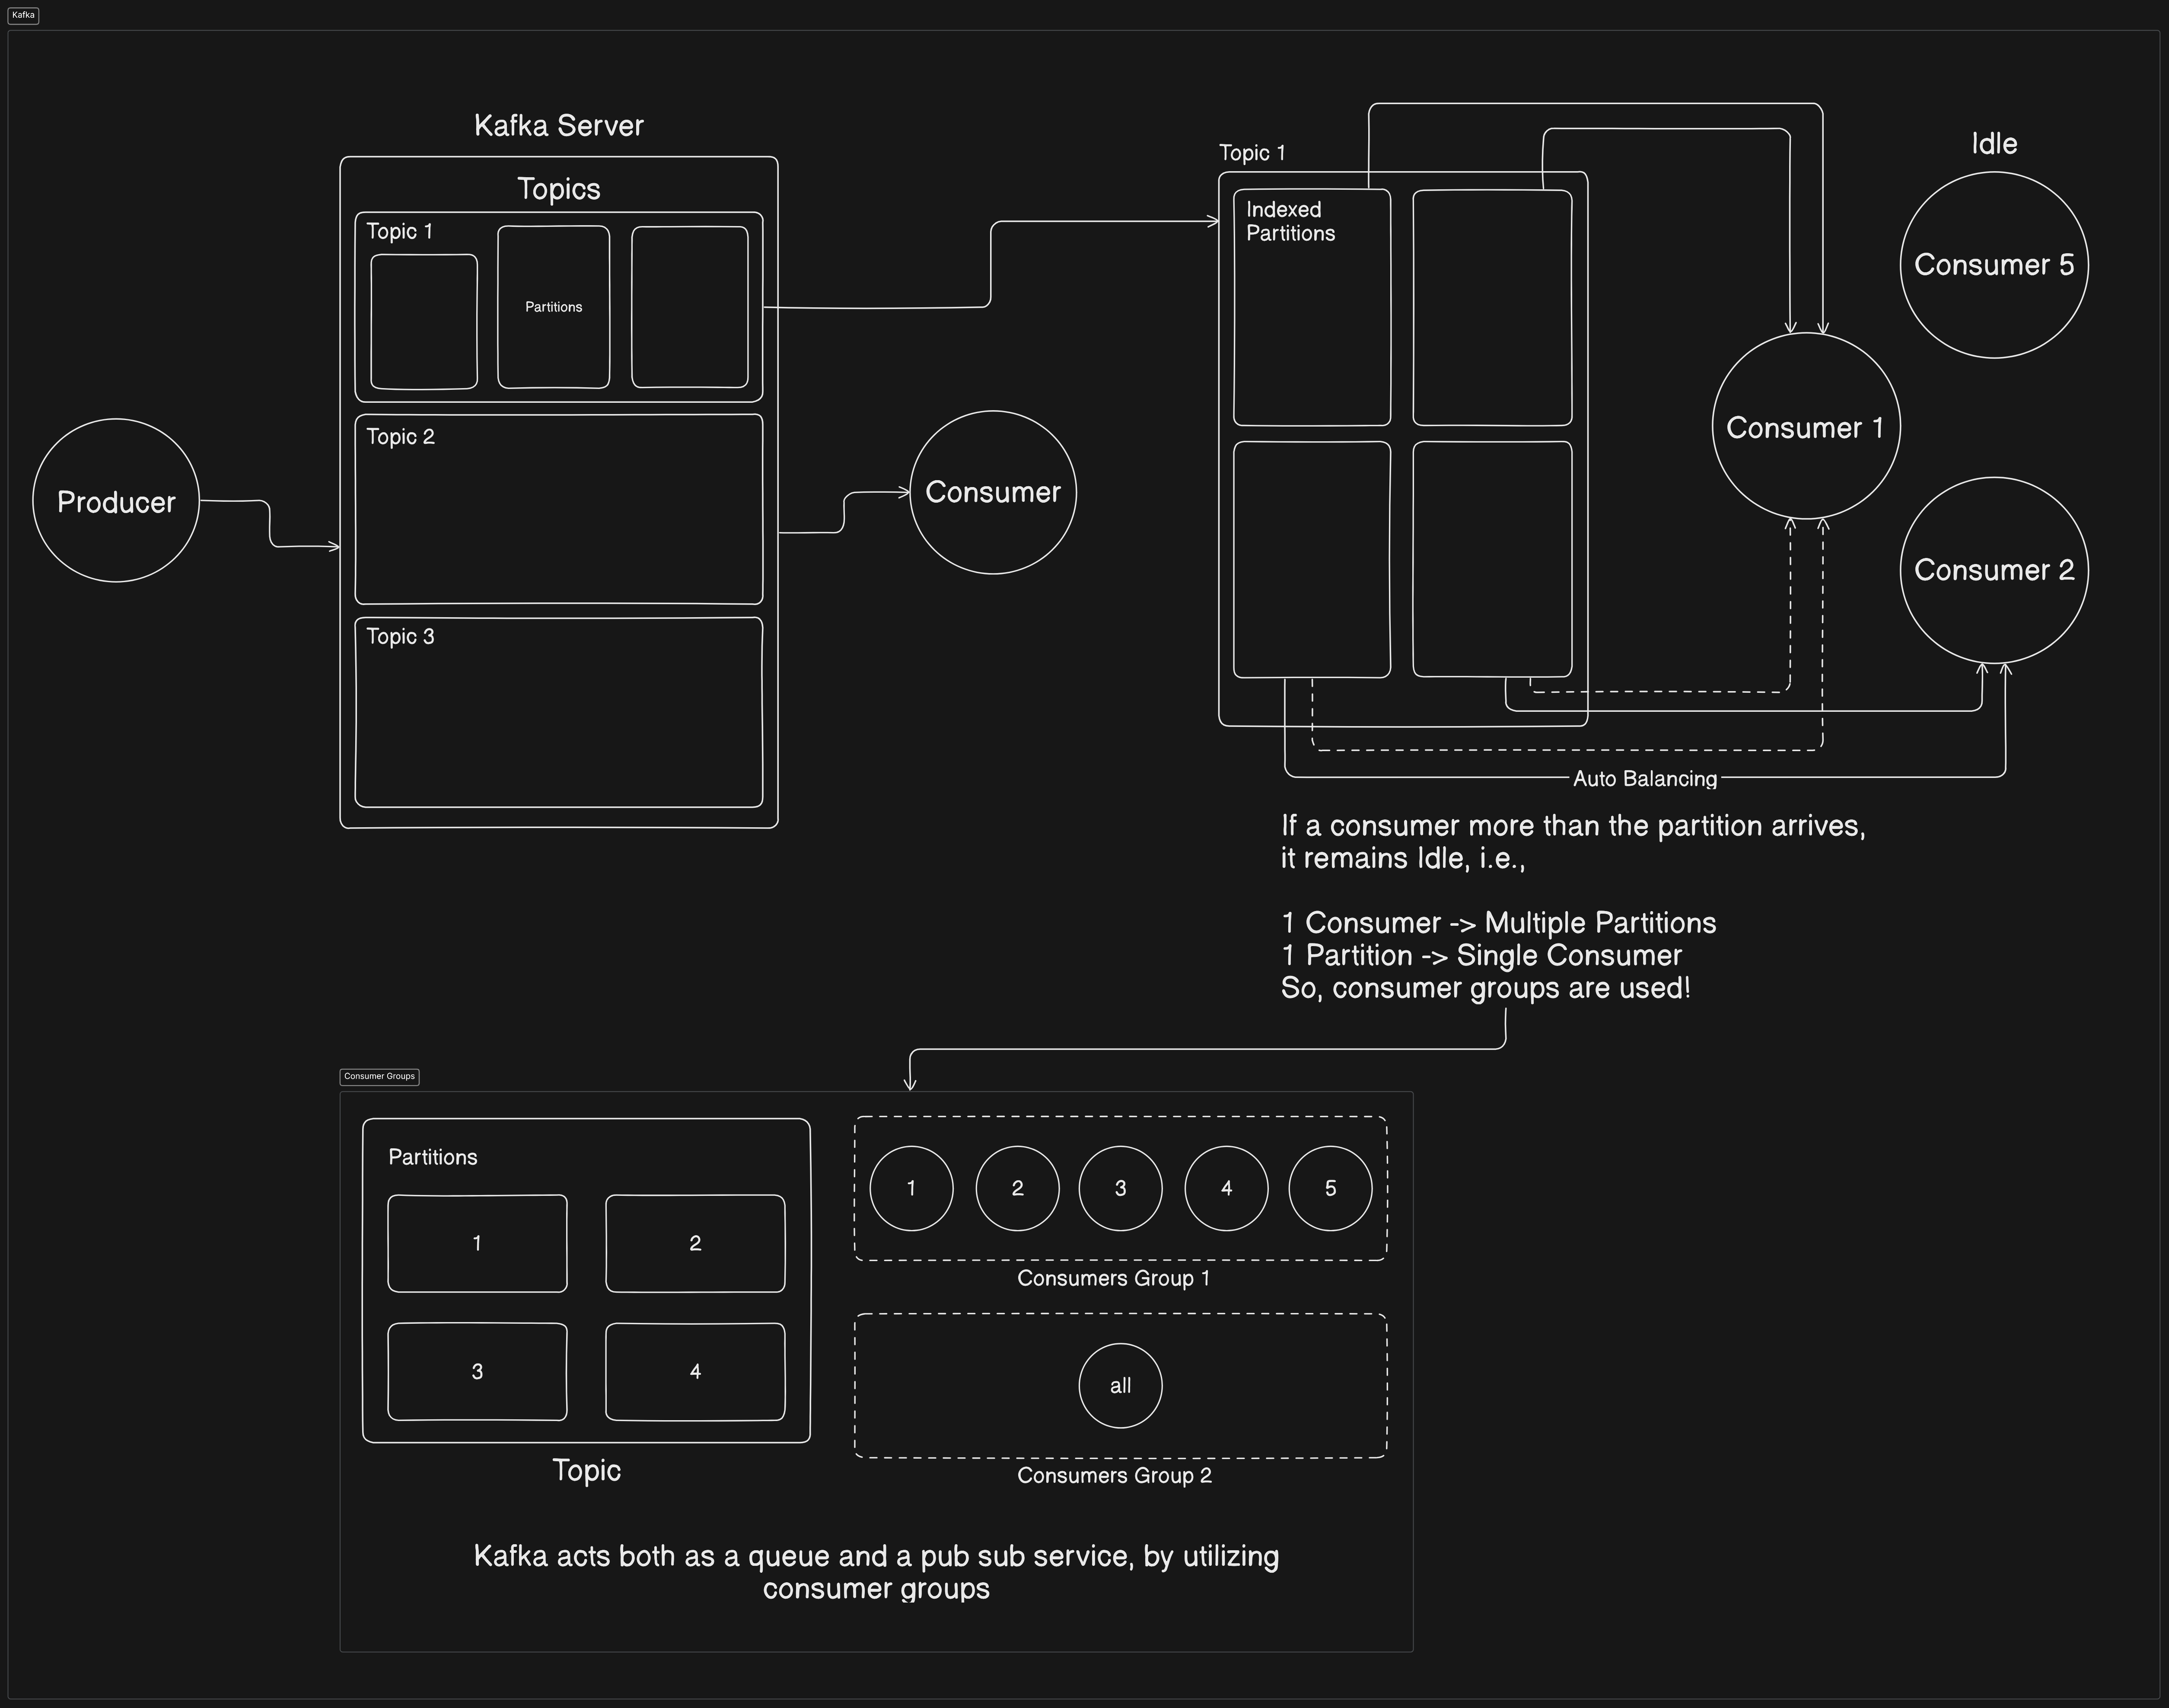 Kafka
Kafka Server
Topics
Topic 1
Partitions
Topic 2
Topic 3
Producer
Consumer
Topic 1
Indexed
Partitions
Idle
Consumer 5
Consumer 1
Consumer 2
Auto Balancing
If a consumer more than the partition arrives,
it remains Idle, i.e.,
1 Consumer -> Multiple Partitions
1 Partition -> Single Consumer
So, consumer groups are used!
Consumer Groups
Partitions
1
2
3
4
Topic
1
2
3
4
5
Consumers Group 1
all
Consumers Group 2
Kafka acts both as a queue and a pub sub service, by utilizing
consumer groups